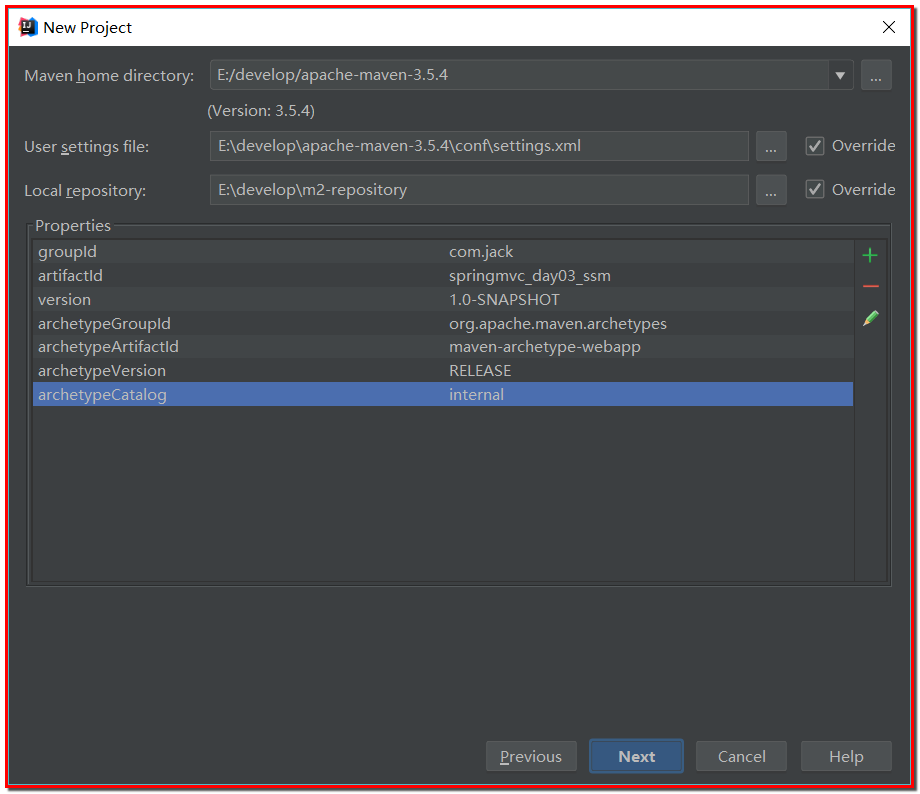 New Project
Maven home directory: E:/develop/apache-maven-3.5.4 ...
(Version: 3.5.4)
User settings file: E:\develop\apache-maven-3.5.4\conf\settings.xml ... Override
Local repository: E:\develop\m2-repository ... Override
Properties
groupId com.jack
artifactId springmvc_day03_ssm
version 1.0-SNAPSHOT
archetypeGroupId org.apache.maven.archetypes
archetypeArtifactId maven-archetype-webapp
archetypeVersion RELEASE
archetypeCatalog internal
Previous Next Cancel Help